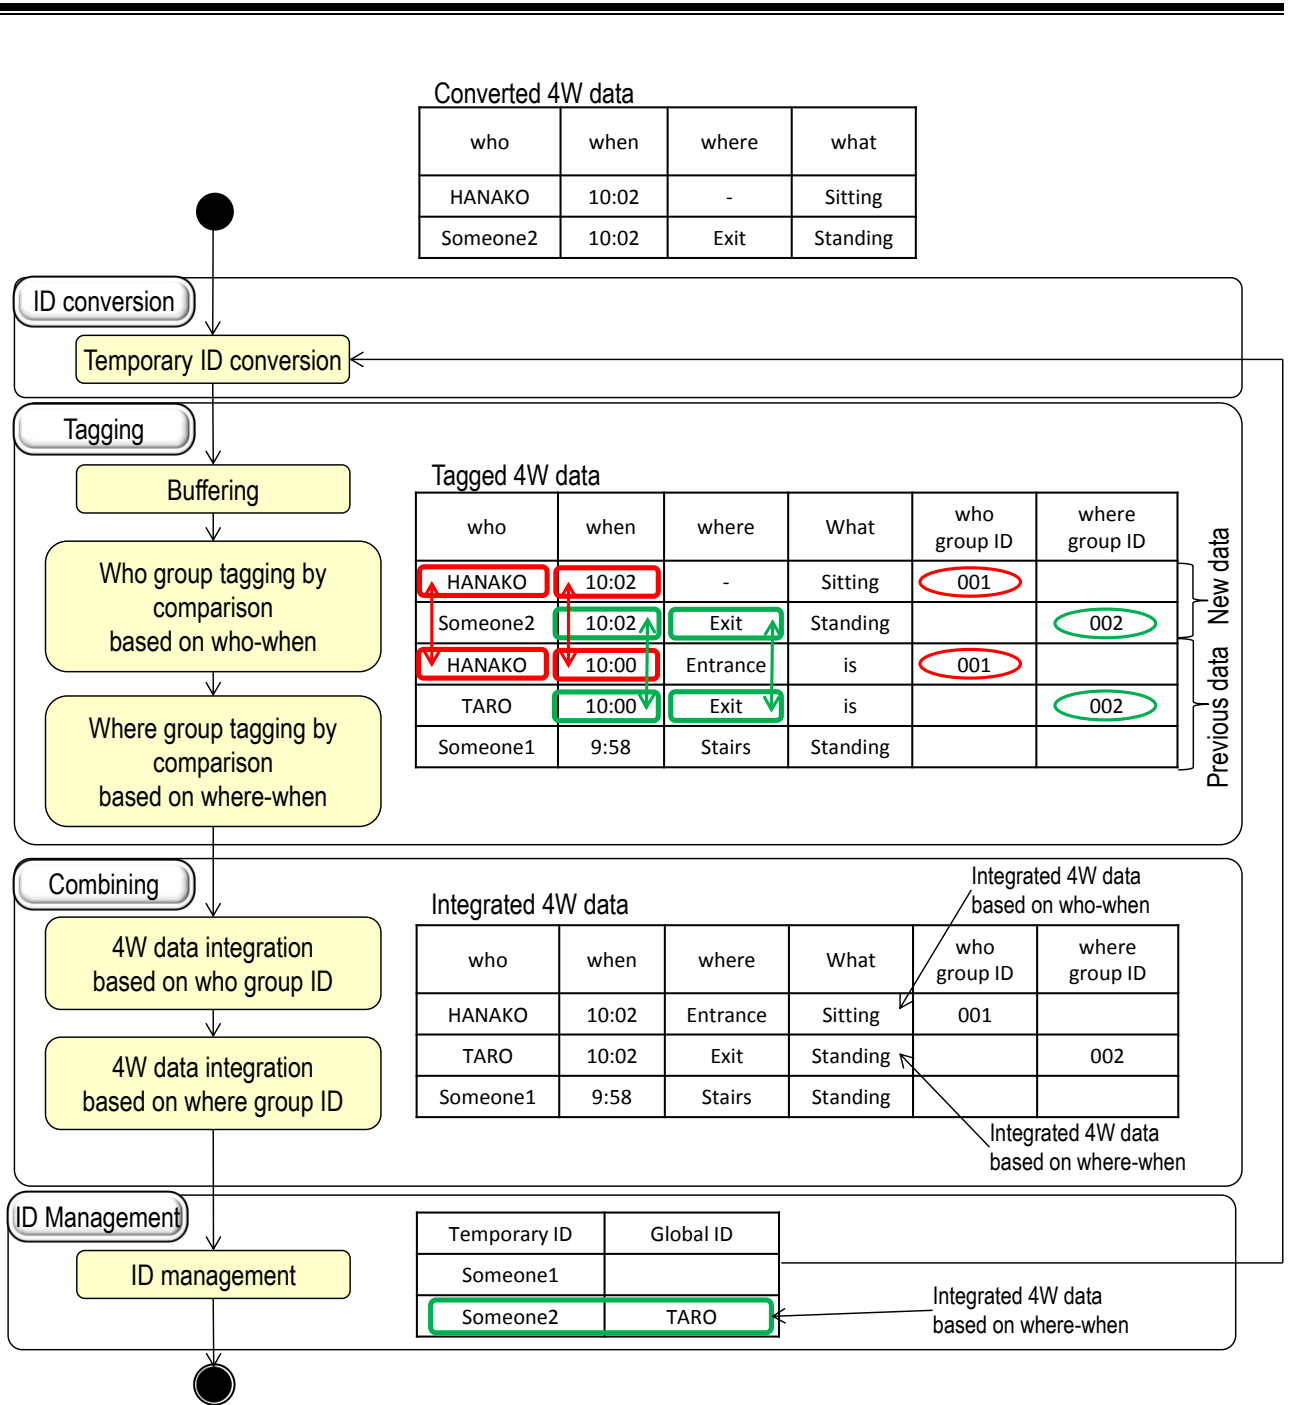 Converted 4W data
who when where what
HANAKO 10:02 - Sitting
Someone2 10:02 Exit Standing
ID conversion
Temporary ID conversion
Tagging
Buffering
Who group tagging by
comparison
based on who-when
Where group tagging by
comparison
based on where-when
Tagged 4W data
who when where What who group ID where group ID
HANAKO 10:02 - Sitting 001
Someone2 10:02 Exit Standing 002
HANAKO 10:00 Entrance is 001
TARO 10:00 Exit is 002
Someone1 9:58 Stairs Standing
New data
Previous data
Combining
4W data integration
based on who group ID
4W data integration
based on where group ID
Integrated 4W data
Integrated 4W data
based on who-when
who when where What who group ID where group ID
HANAKO 10:02 Entrance Sitting 001
TARO 10:02 Exit Standing 002
Someone1 9:58 Stairs Standing
Integrated 4W data
based on where-when
ID Management
ID management
Temporary ID Global ID
Someone1
Someone2 TARO
Integrated 4W data
based on where-when